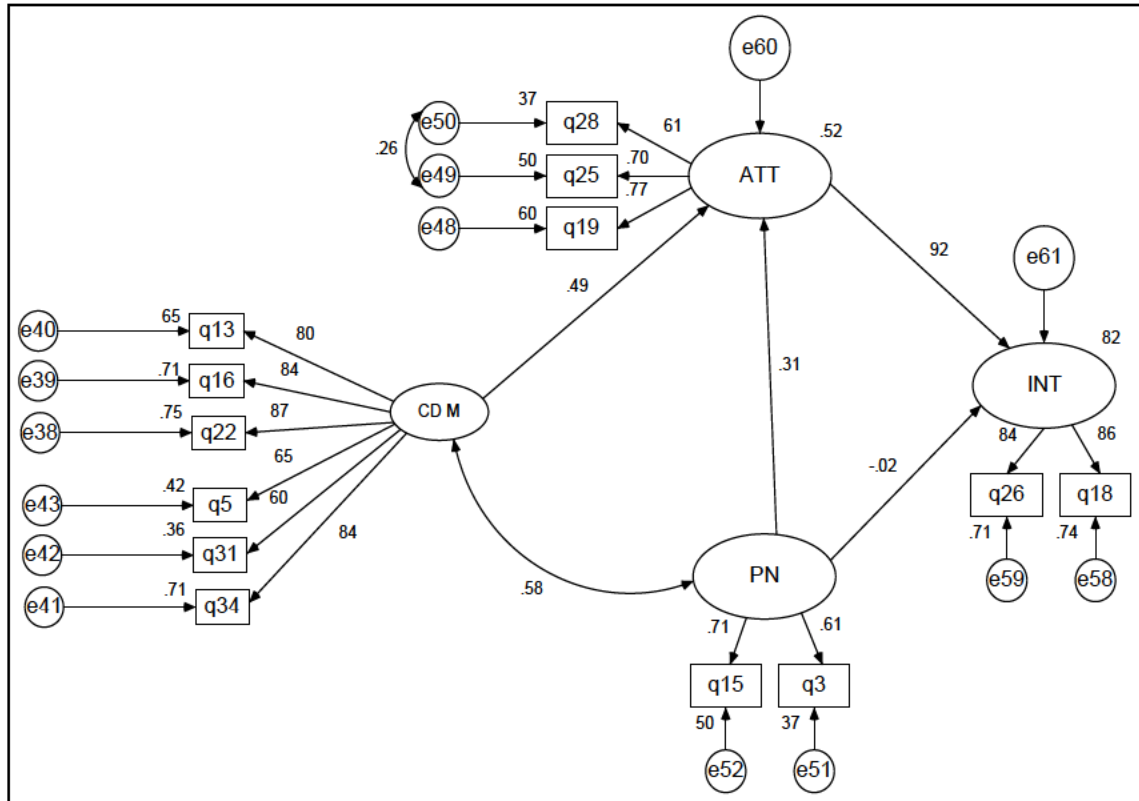 e60
e50
37
q28
61
.52
.26
e49
50
q25
.70
ATT
.77
e48
60
q19
92
e61
.49
e40
65
q13
80
82
e39
.71
q16
84
.31
INT
e38
.75
q22
87
CD M
65
84
86
-.02
e43
.42
q5
60
q26
q18
e42
.36
q31
84
.71
.74
e41
.71
q34
.58
PN
e59
e58
.71
.61
q15
q3
50
37
e52
e51